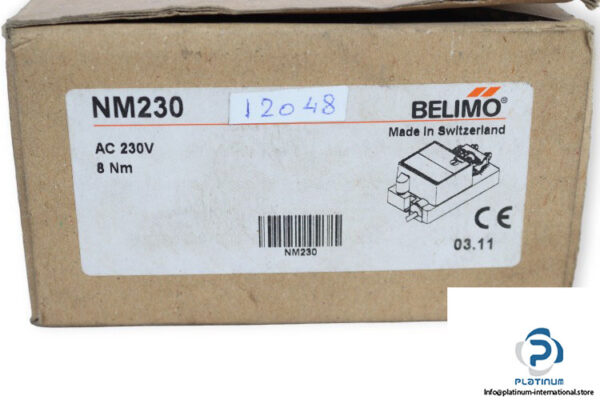 NM230
12048
BELIMO®
Made in Switzerland
AC 230V
8 Nm
NM230
CE
03.11
PLATINUM
Info@platinum-international.store